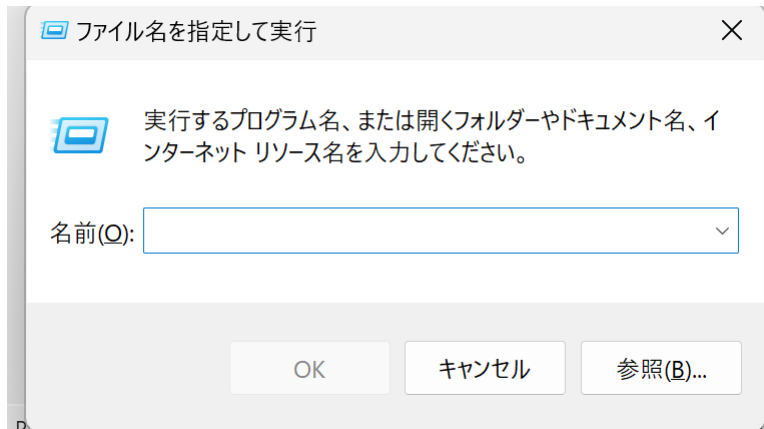 ファイル名を指定して実行
実行するプログラム名、または開くフォルダーやドキュメント名、イ
ンターネット リソース名を入力してください。
名前(O):
OK
キャンセル
参照(B)...